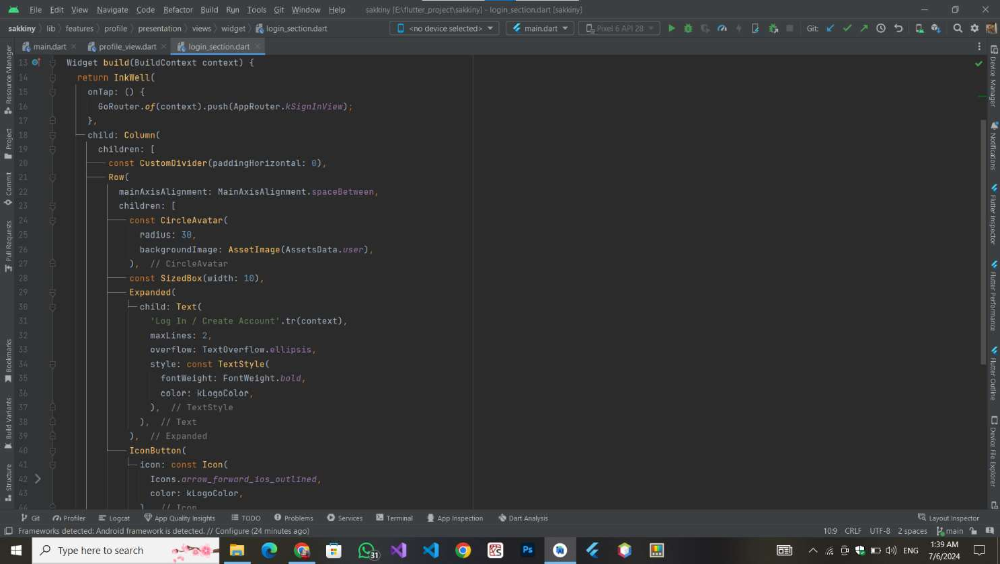 File Edit View Navigate Code Refactor Build Run Tools Git Window Help sakkiny [E:\flutter_project\sakkiny] - login_section.dart [sakkiny]
sakkiny lib features profile presentation views widget login_section.dart <no device selected> main.dart Pixel 6 API 28 Git:
main.dart profile_view.dart login_section.dart
13 Widget build(BuildContext context) {
14 return InkWell(
15 onTap: () {
16 GoRouter.of(context).push(AppRouter.kSignInView);
17 },
18 child: Column(
19 children: [
20 const CustomDivider(paddingHorizontal: 0),
21 Row(
22 mainAxisAlignment: MainAxisAlignment.spaceBetween,
23 children: [
24 const CircleAvatar(
25 radius: 30,
26 backgroundImage: AssetImage(AssetsData.user),
27 ), // CircleAvatar
28 const SizedBox(width: 10),
29 Expanded(
30 child: Text(
31 'Log In / Create Account'.tr(context),
32 maxLines: 2,
33 overflow: TextOverflow.ellipsis,
34 style: const TextStyle(
35 fontWeight: FontWeight.bold,
36 color: kLogoColor,
37 ), // TextStyle
38 ), // Text
39 ), // Expanded
40 IconButton(
41 icon: const Icon(
42 Icons.arrow_forward_ios_outlined,
43 color: kLogoColor,
44 ) // Icon
Resource Manager
Project
Commit
Pull Requests
Bookmarks
Build Variants
Structure
Device Manager
Notifications
Flutter Inspector
Flutter Performance
Flutter Outline
Device File Explorer
Git Profiler Logcat App Quality Insights TODO Problems Services Terminal App Inspection Dart Analysis Layout Inspector
Frameworks detected: Android framework is detected. // Configure (24 minutes ago) 10:9 CRLF UTF-8 2 spaces main
Type here to search 31 Ps ENG 1:39 AM
7/6/2024